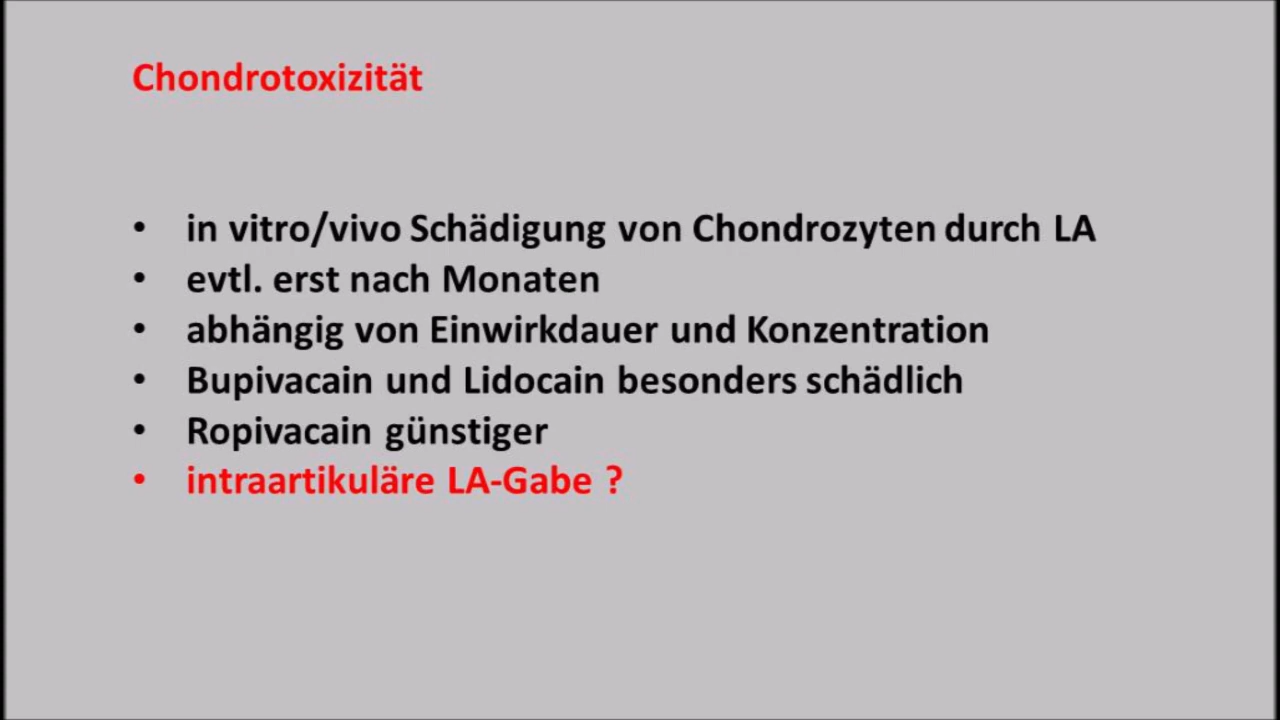 Chondrotoxizität
• in vitro/vivo Schädigung von Chondrozyten durch LA
• evtl. erst nach Monaten
• abhängig von Einwirkdauer und Konzentration
• Bupivacain und Lidocain besonders schädlich
• Ropivacain günstiger
• intraartikuläre LA-Gabe ?